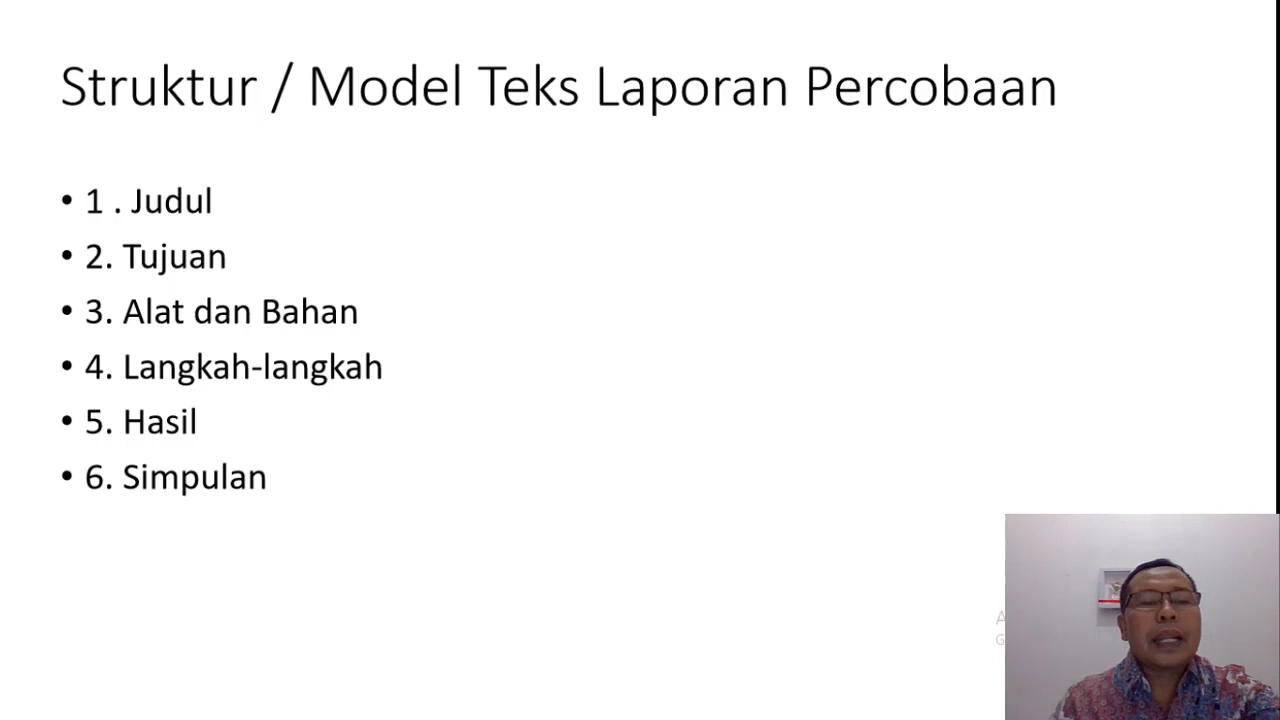 Struktur / Model Teks Laporan Percobaan
• 1 . Judul
• 2. Tujuan
• 3. Alat dan Bahan
• 4. Langkah-langkah
• 5. Hasil
• 6. Simpulan